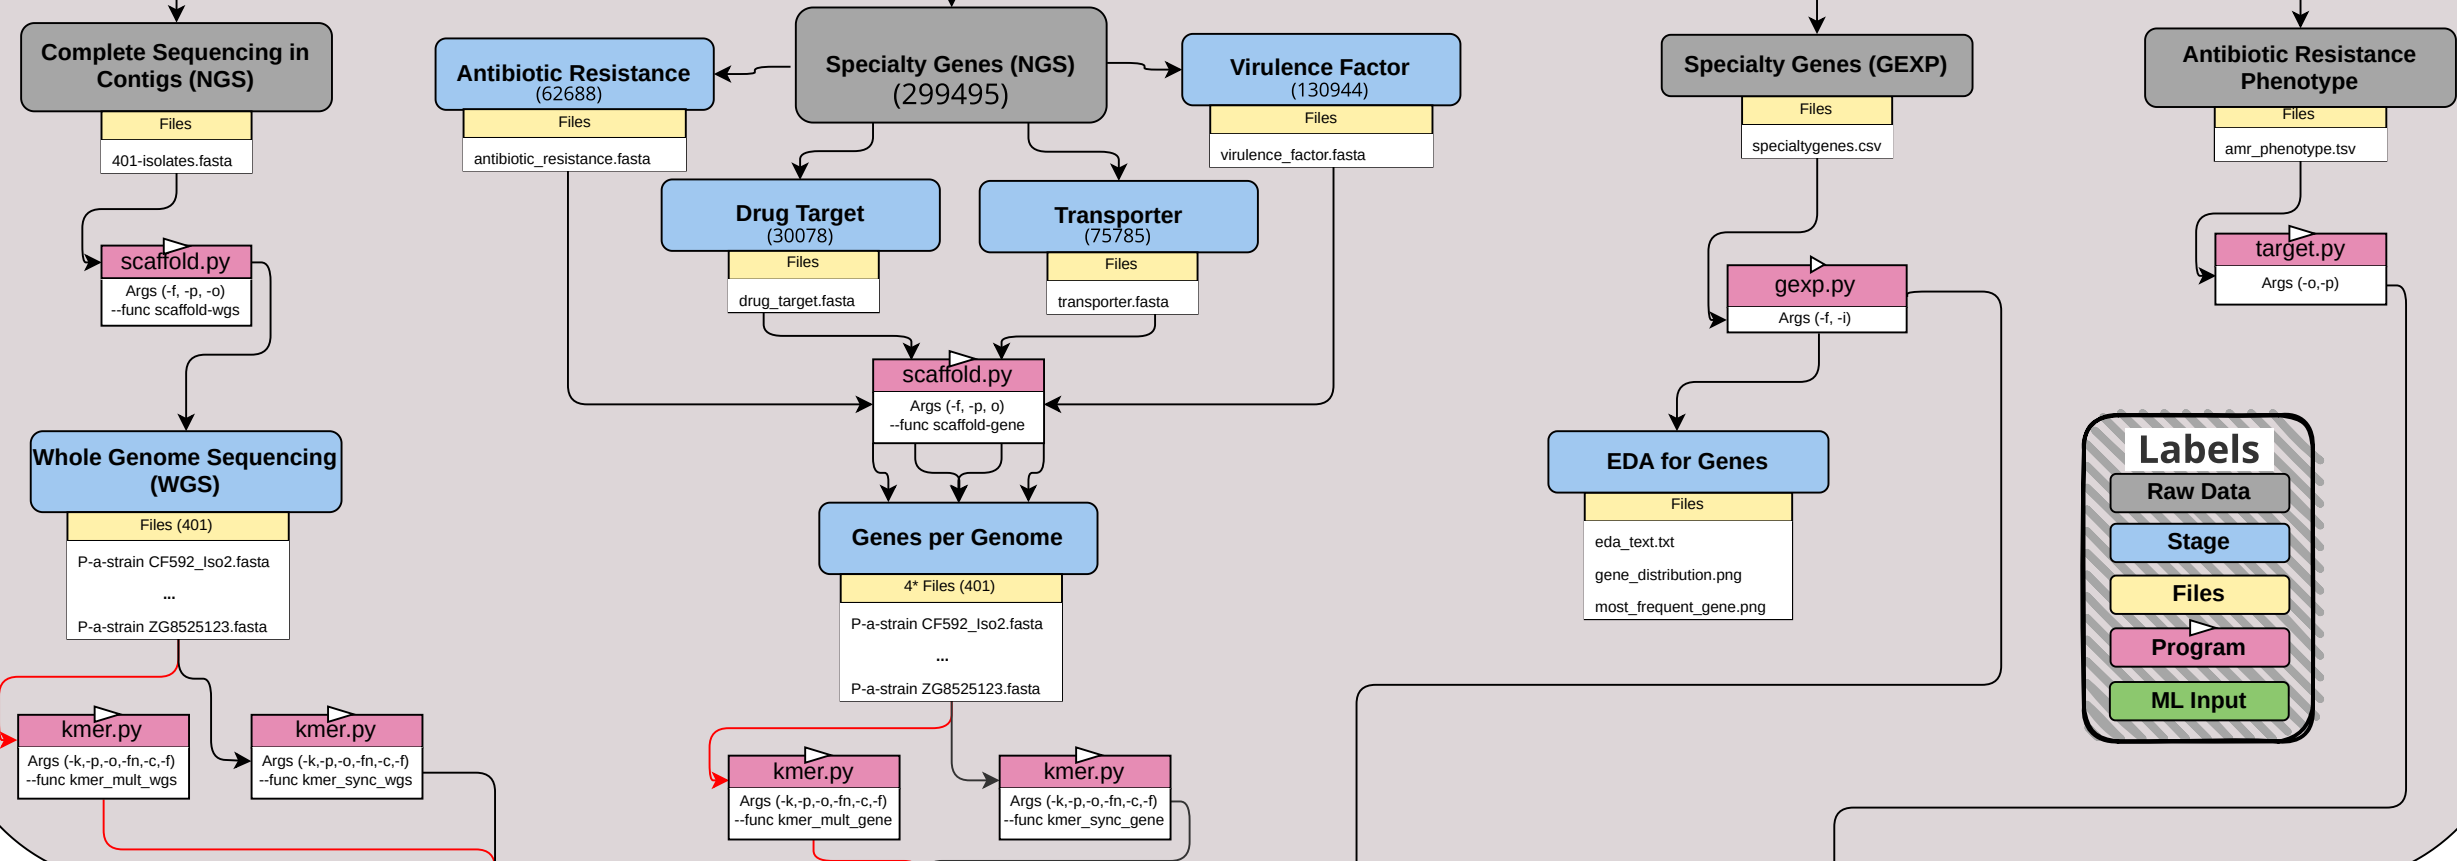 Complete Sequencing in
Contigs (NGS)
Files
401-isolates.fasta
scaffold.py
Args (-f, -p, -o)
--func scaffold-wgs
Whole Genome Sequencing
(WGS)
Files (401)
P-a-strain CF592_Iso2.fasta
...
P-a-strain ZG8525123.fasta
kmer.py
Args (-k,-p,-o,-fn,-c,-f)
--func kmer_mult_wgs
kmer.py
Args (-k,-p,-o,-fn,-c,-f)
--func kmer_sync_wgs
Antibiotic Resistance
(62688)
Files
antibiotic_resistance.fasta
Specialty Genes (NGS)
(299495)
Virulence Factor
(130944)
Files
virulence_factor.fasta
Drug Target
(30078)
Files
drug_target.fasta
Transporter
(75785)
Files
transporter.fasta
scaffold.py
Args (-f, -p, o)
--func scaffold-gene
Genes per Genome
4* Files (401)
P-a-strain CF592_Iso2.fasta
...
P-a-strain ZG8525123.fasta
kmer.py
Args (-k,-p,-o,-fn,-c,-f)
--func kmer_mult_gene
kmer.py
Args (-k,-p,-o,-fn,-c,-f)
--func kmer_sync_gene
Specialty Genes (GEXP)
Files
specialtygenes.csv
gexp.py
Args (-f, -i)
EDA for Genes
Files
eda_text.txt
gene_distribution.png
most_frequent_gene.png
Antibiotic Resistance
Phenotype
Files
amr_phenotype.tsv
target.py
Args (-o,-p)
Labels
Raw Data
Stage
Files
Program
ML Input